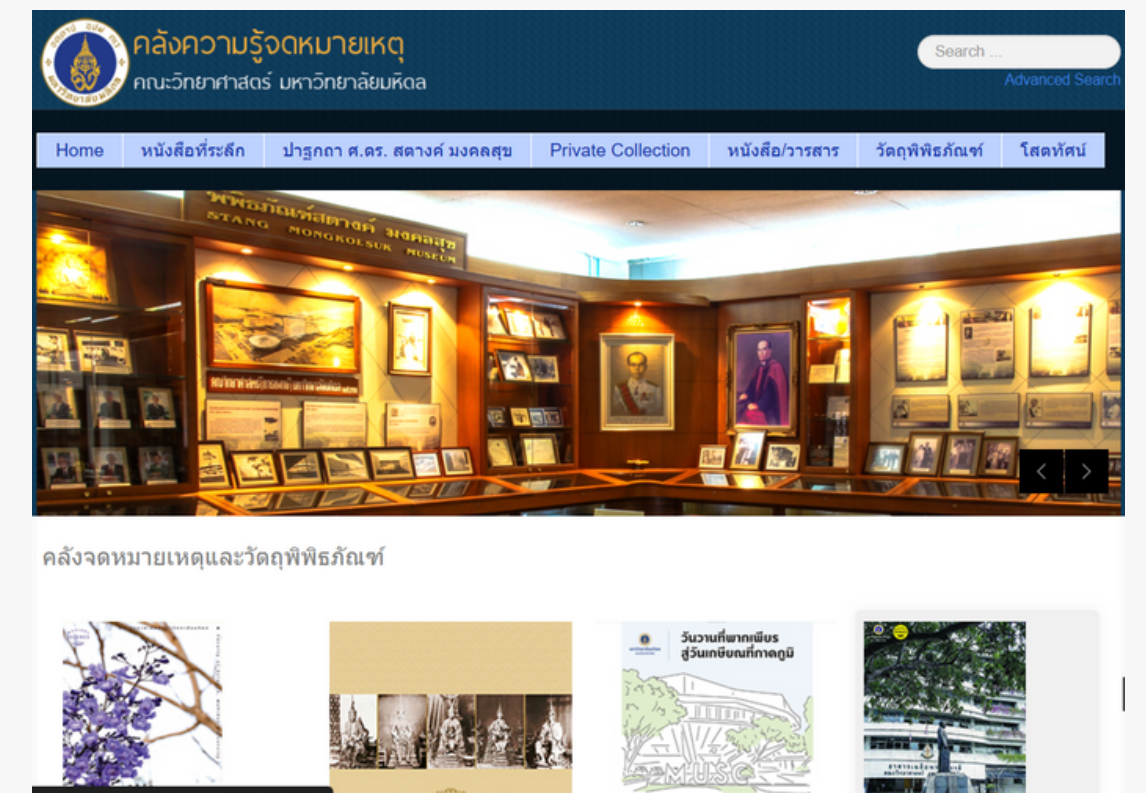 คลังความรู้จดหมายเหตุ
คณะวิทยาศาสตร์ มหาวิทยาลัยมหิดล
Search ...
Advanced Search
Home หนังสือที่ระลึก ปาฐกถา ศ.ดร. สตางค์ มงคลสุข Private Collection หนังสือ/วารสาร วัตถุพิพิธภัณฑ์ โสตทัศน์
พิพิธภัณฑ์สตางค์ มงคลสุข
STANG MONGKOLSUK MUSEUM
คลังจดหมายเหตุและวัตถุพิพิธภัณฑ์
วันวานที่พากเพียร
สู่วันเกษียณที่ภาคภูมิ
MUSC